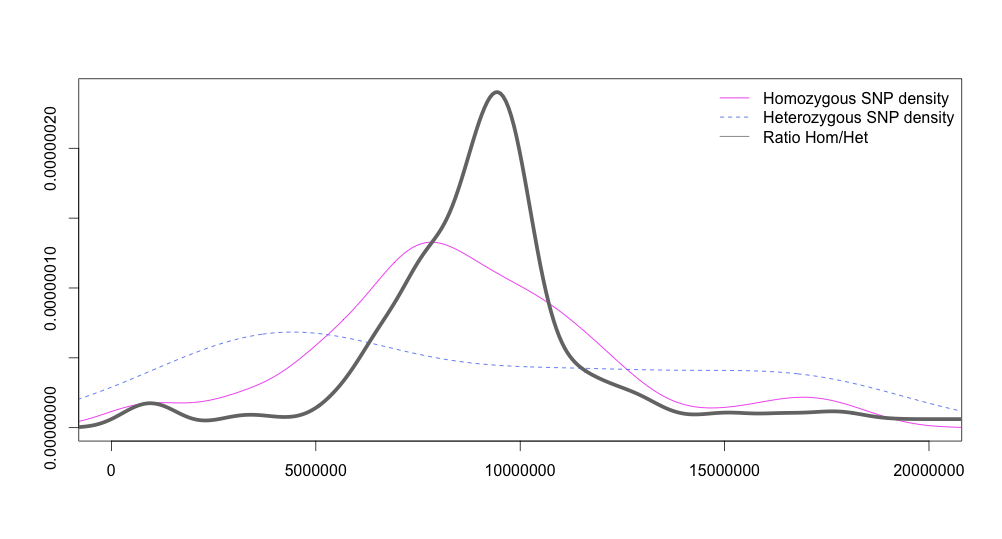 Homozygous SNP density
Heterozygous SNP density
Ratio Hom/Het
0.00000020
0.00000010
0.00000000
0 5000000 10000000 15000000 20000000